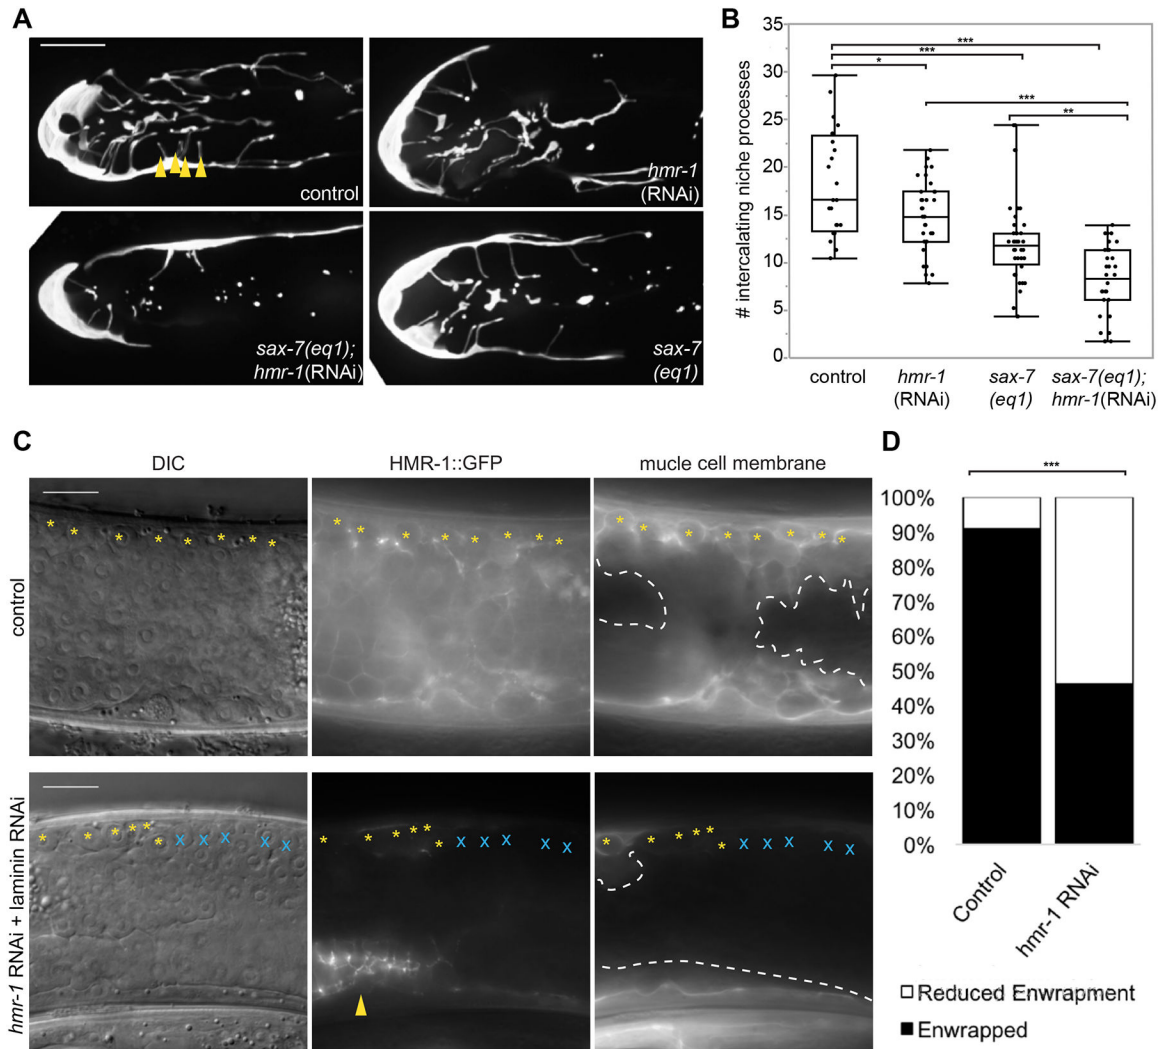 A
control
hmr-1
(RNAi)
sax-7(eq1);
hmr-1(RNAi)
sax-7
(eq1)
B
# intercalating niche processes
35
30
25
20
15
10
5
0
***
***
*
***
**
control
hmr-1
(RNAi)
sax-7
(eq1)
sax-7(eq1);
hmr-1(RNAi)
C
DIC
HMR-1::GFP
mucle cell membrane
control
* * * * * * * *
* * * * * * * *
* * * * * * * *
hmr-1 RNAi + laminin RNAi
* * * * * * X X X X X
* * * * * * X X X X X
* * * * * * X X X X X
D
***
100%
90%
80%
70%
60%
50%
40%
30%
20%
10%
0%
Control
hmr-1 RNAi
Reduced Enwrapment
Enwrapped